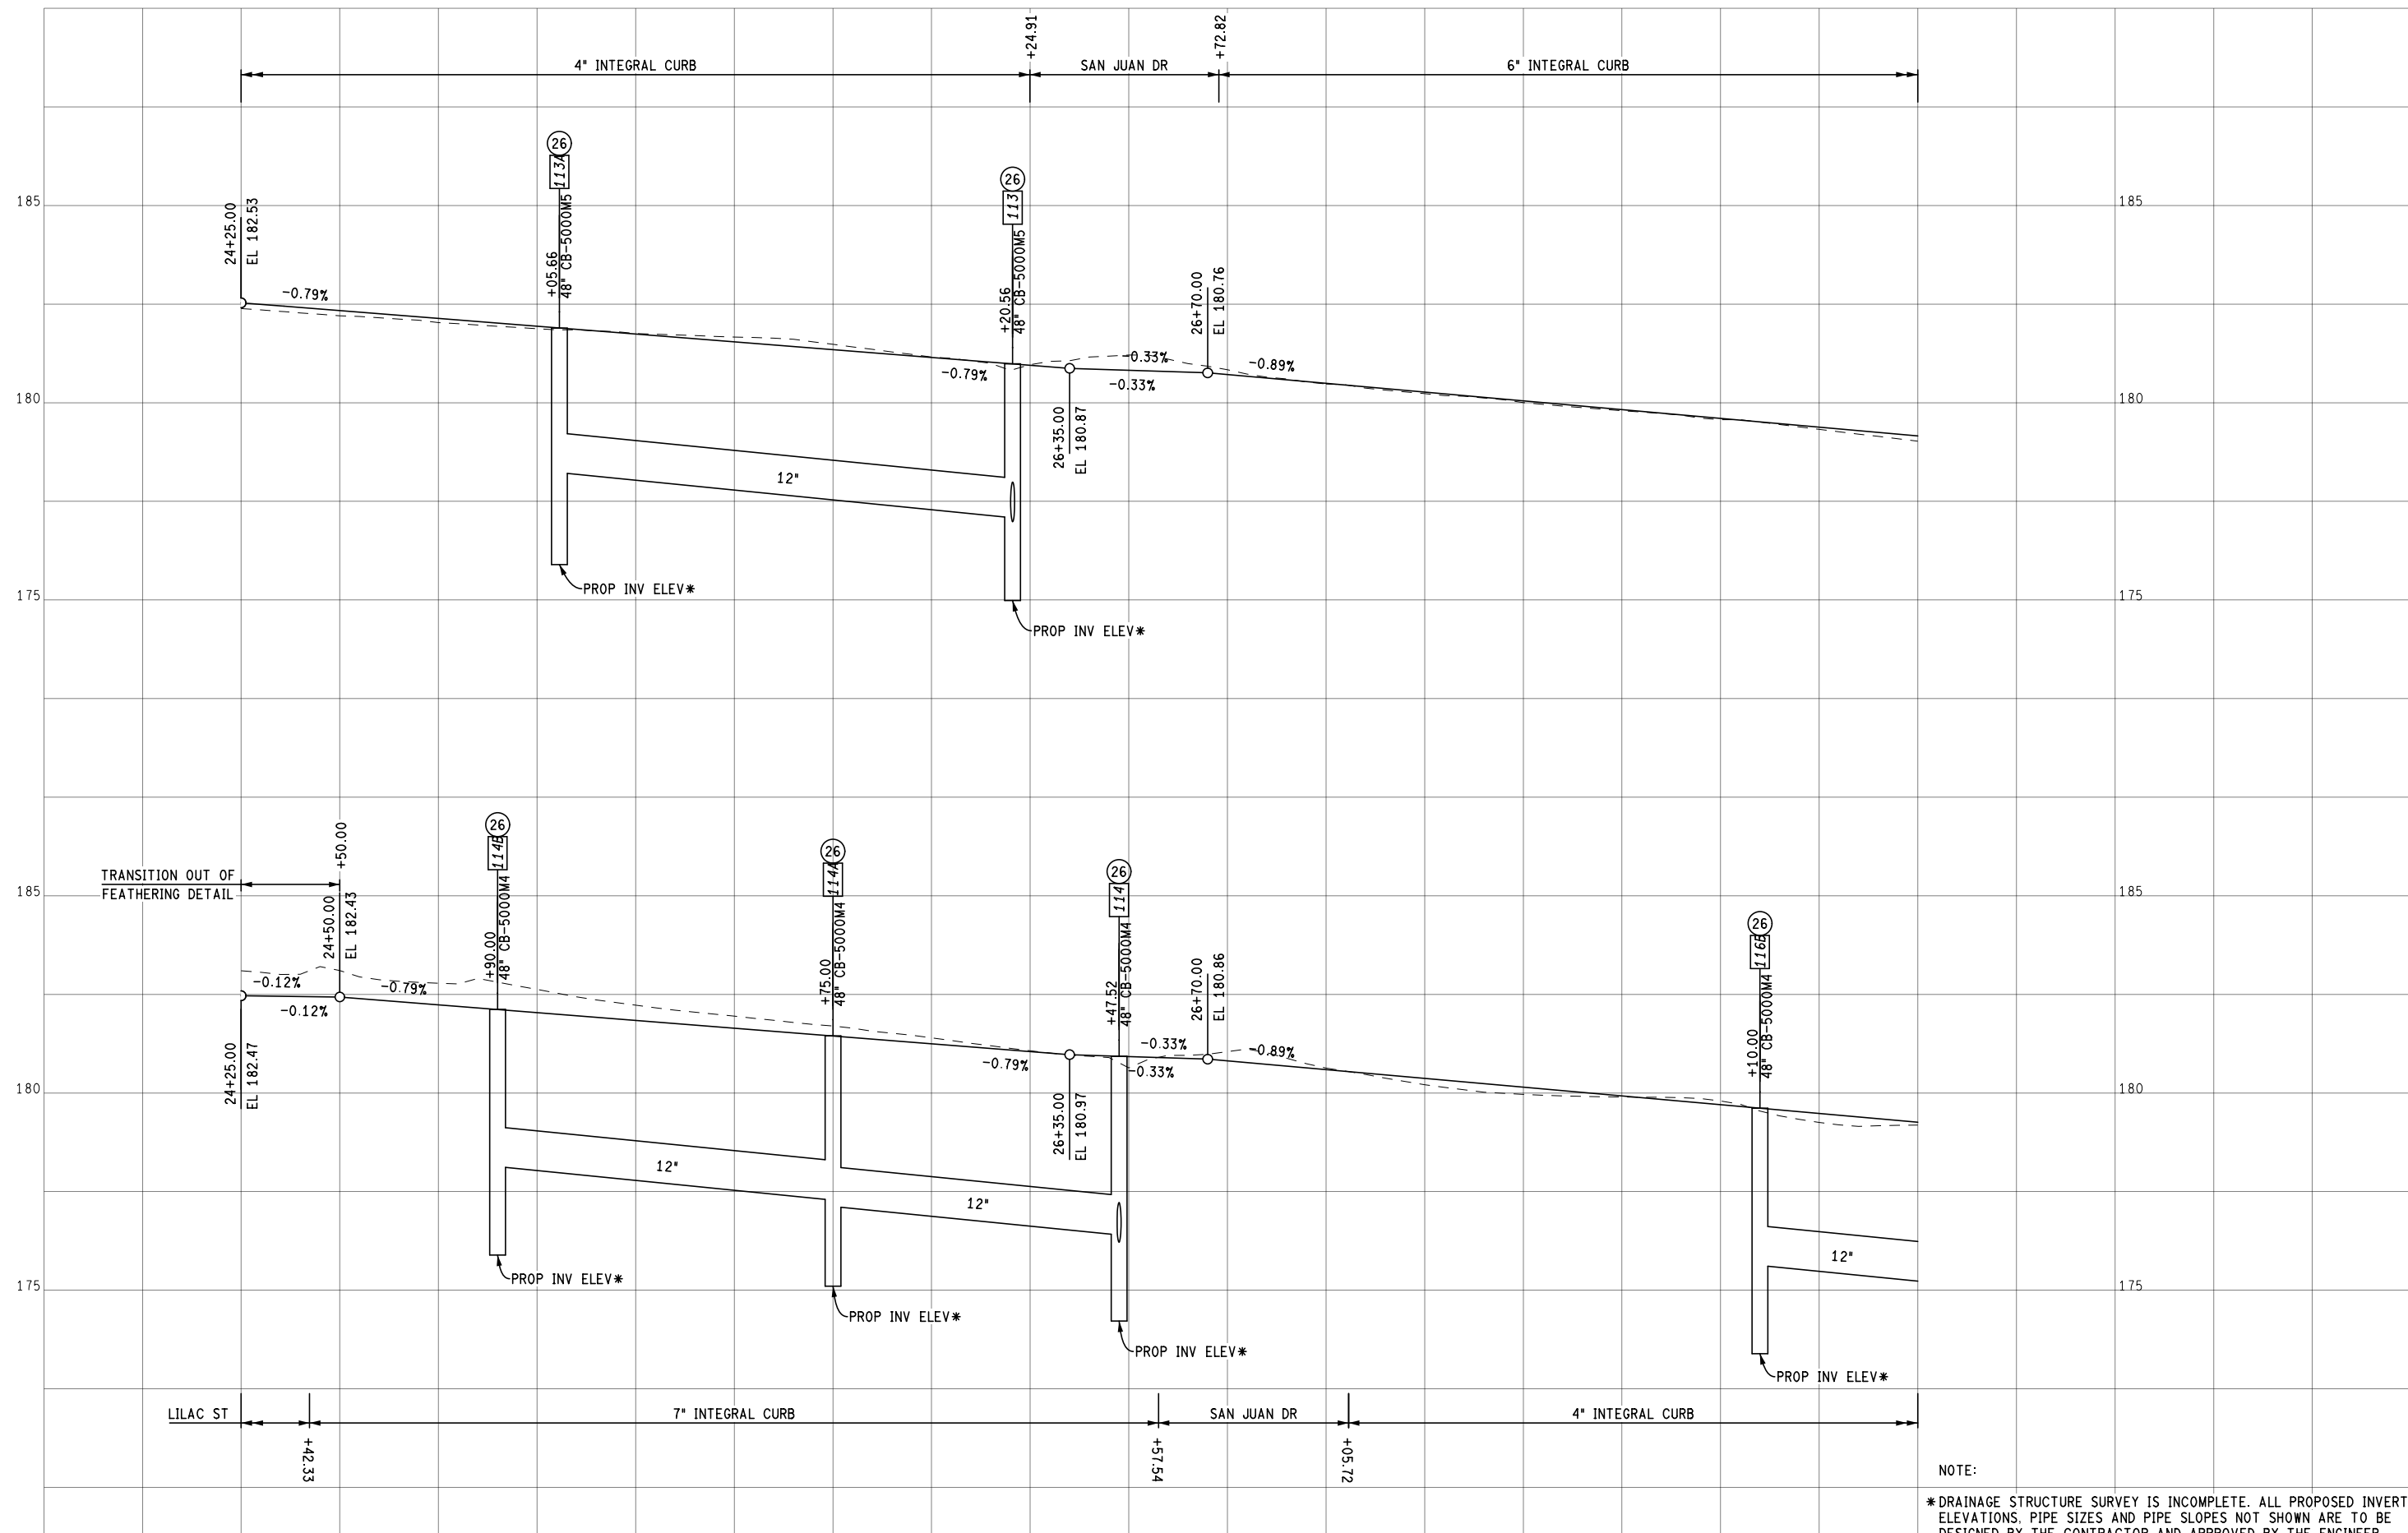 +24.91
+72.82
4" INTEGRAL CURB
SAN JUAN DR
6" INTEGRAL CURB
26
113A
+05.66
48" CB-5000M5
26
113
+20.56
48" CB-5000M5
185
185
24+25.00
EL 182.53
-0.79%
26+70.00
EL 180.76
-0.33%
-0.89%
-0.79%
-0.33%
180
180
26+35.00
EL 180.87
12"
175
175
PROP INV ELEV*
PROP INV ELEV*
26
114B
+90.00
48" CB-5000M4
26
114A
+75.00
48" CB-5000M4
26
114
+47.52
48" CB-5000M4
26
116B
+10.00
48" CB-5000M4
+50.00
TRANSITION OUT OF
FEATHERING DETAIL
185
185
24+50.00
EL 182.43
-0.12%
-0.79%
-0.12%
26+70.00
EL 180.86
-0.33%
-0.89%
-0.79%
-0.33%
24+25.00
EL 182.47
180
180
26+35.00
EL 180.97
12"
12"
12"
175
175
PROP INV ELEV*
PROP INV ELEV*
PROP INV ELEV*
PROP INV ELEV*
LILAC ST
7" INTEGRAL CURB
SAN JUAN DR
4" INTEGRAL CURB
+42.33
+57.54
+05.72
NOTE:
*DRAINAGE STRUCTURE SURVEY IS INCOMPLETE. ALL PROPOSED INVERT
ELEVATIONS, PIPE SIZES AND PIPE SLOPES NOT SHOWN ARE TO BE
DESIGNED BY THE CONTRACTOR AND APPROVED BY THE ENGINEER